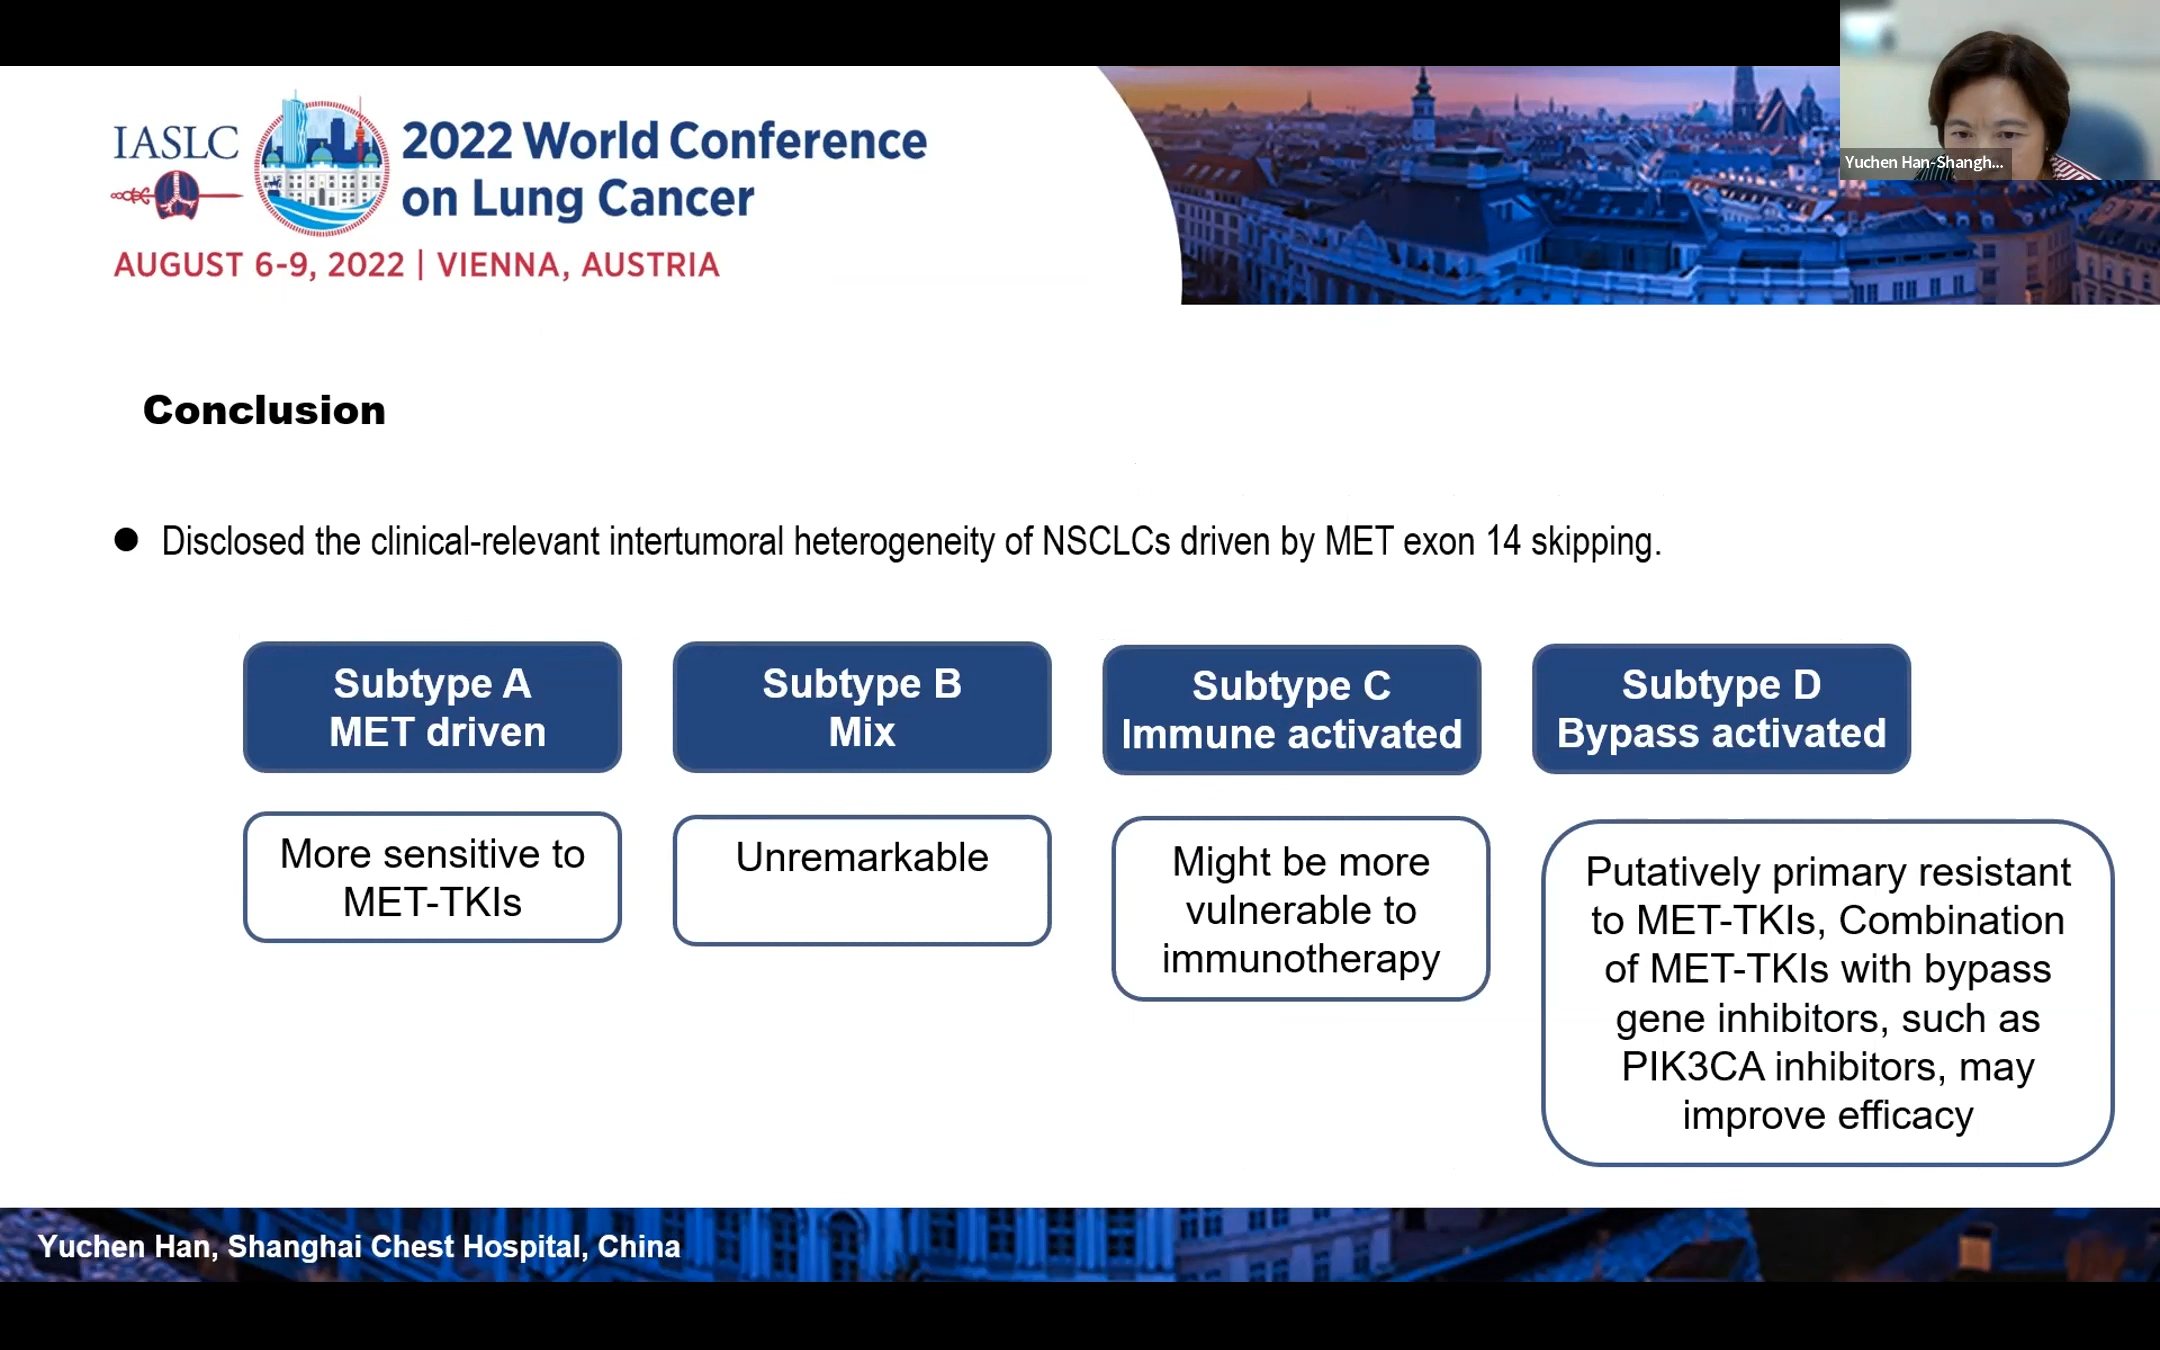 IASLC
2022 World Conference
on Lung Cancer
AUGUST 6-9, 2022 | VIENNA, AUSTRIA
Yuchen Han-Shangh...
Conclusion
● Disclosed the clinical-relevant intertumoral heterogeneity of NSCLCs driven by MET exon 14 skipping.
Subtype A
MET driven
More sensitive to
MET-TKIs
Subtype B
Mix
Unremarkable
Subtype C
Immune activated
Might be more
vulnerable to
immunotherapy
Subtype D
Bypass activated
Putatively primary resistant
to MET-TKIs, Combination
of MET-TKIs with bypass
gene inhibitors, such as
PIK3CA inhibitors, may
improve efficacy
Yuchen Han, Shanghai Chest Hospital, China